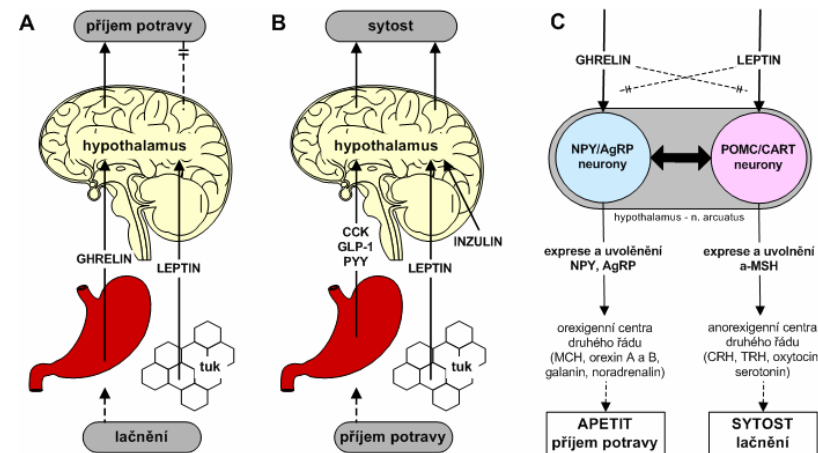 A
příjem potravy
hypothalamus
GHRELIN
LEPTIN
tuk
lačnění
B
sytost
hypothalamus
CCK
GLP-1
PYY
INZULIN
LEPTIN
tuk
příjem potravy
C
GHRELIN
LEPTIN
NPY/AgRP
neurony
POMC/CART
neurony
hypothalamus - n. arcuatus
exprese a uvolěnění
NPY, AgRP
exprese a uvolnění
a-MSH
orexigenní centra
druhého řádu
(MCH, orexin A a B,
galanin, noradrenalin)
anorexigenní centra
druhého řádu
(CRH, TRH, oxytocin
serotonin)
APETIT
příjem potravy
SYTOST
lačnění